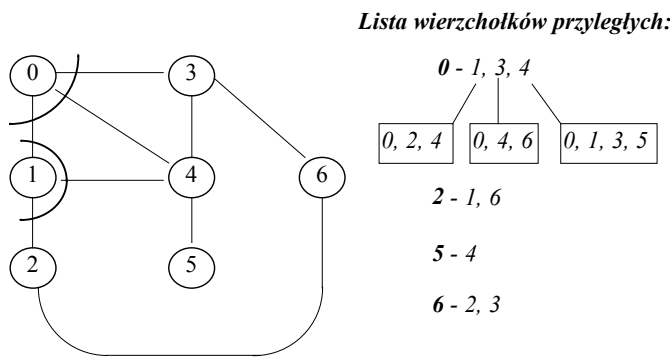 Lista wierzchołków przyległych:
0 - 1, 3, 4
0, 2, 4
0, 4, 6
0, 1, 3, 5
2 - 1, 6
5 - 4
6 - 2, 3
0
3
1
4
6
2
5